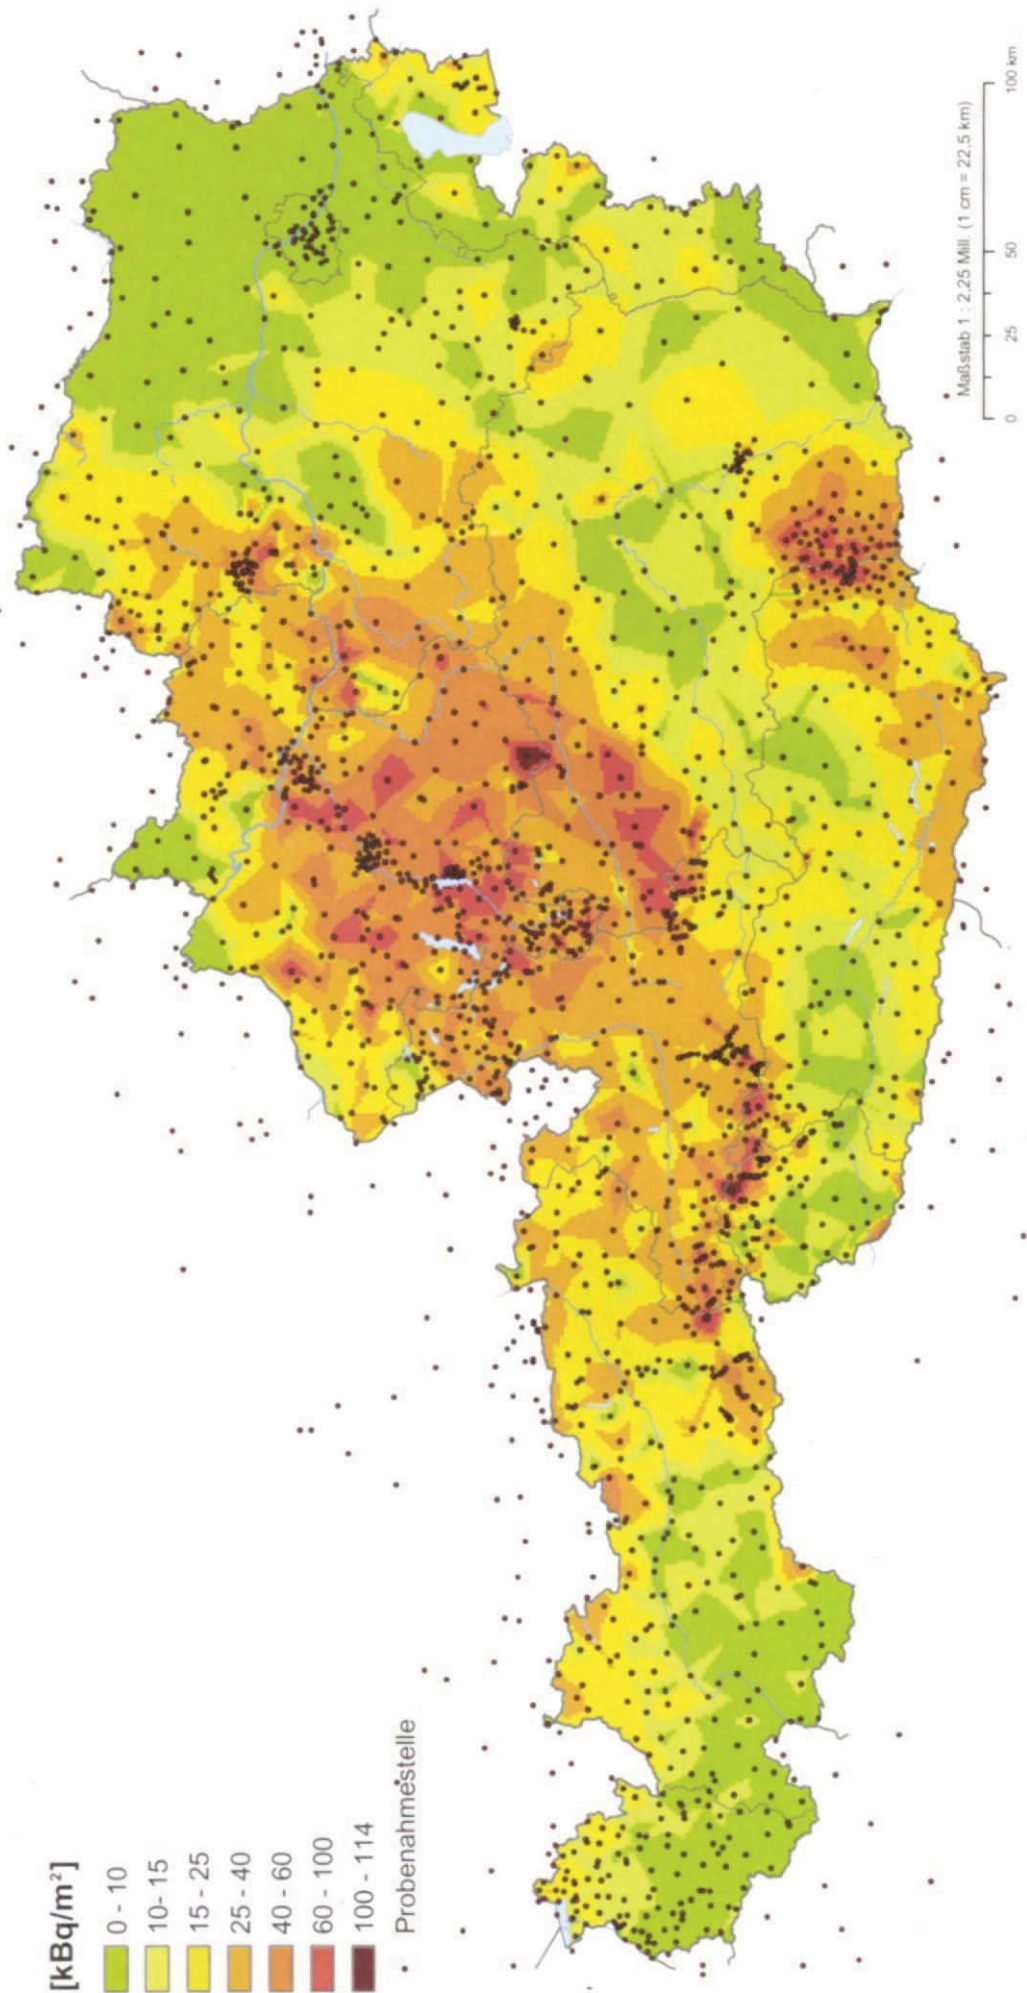 [kBq/m²]
0 - 10
10- 15
15 - 25
25 - 40
40 - 60
60 - 100
100 - 114
Probenahmestelle
Maßstab 1 : 2,25 Mill. (1 cm = 22,5 km)
0 25 50 100 km